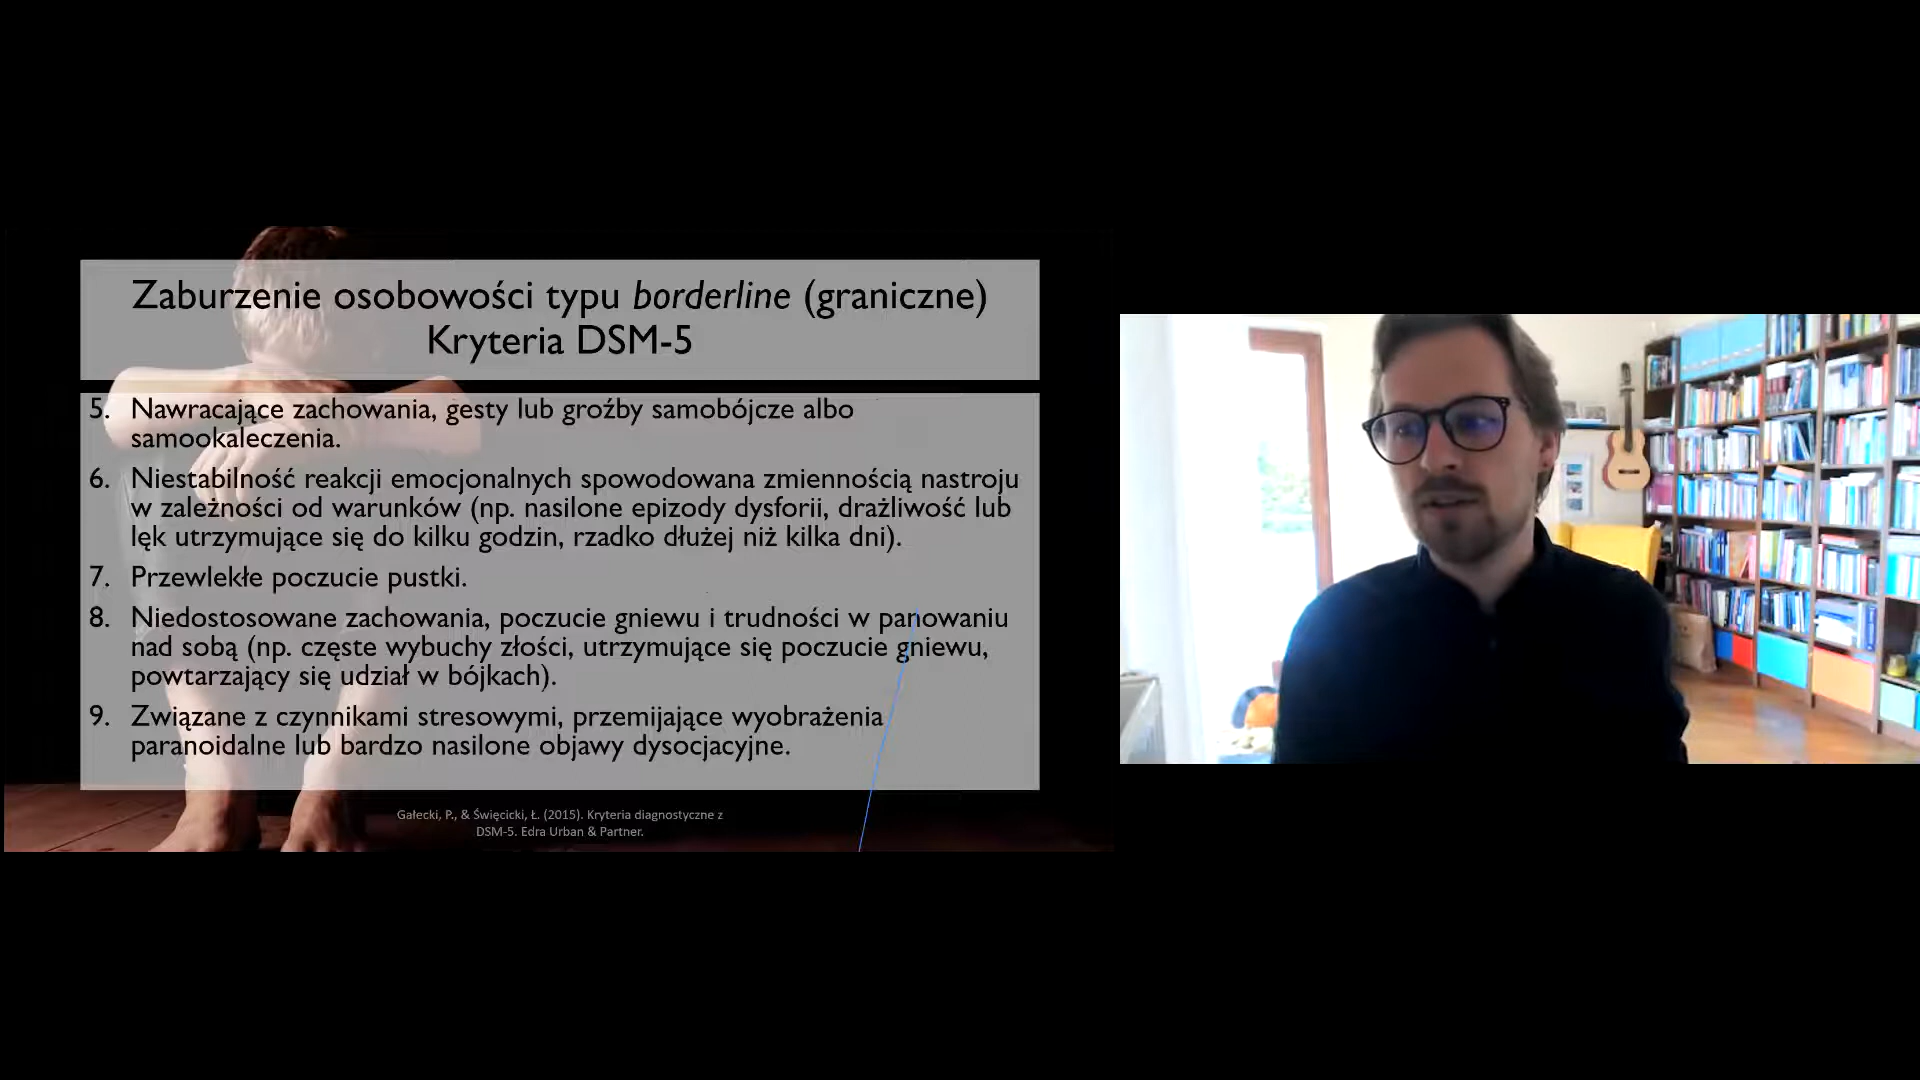 Zaburzenie osobowości typu borderline (graniczne)
Kryteria DSM-5
5. Nawracające zachowania, gesty lub groźby samobójcze albo
samookaleczenia.
6. Niestabilność reakcji emocjonalnych spowodowana zmiennością nastroju
w zależności od warunków (np. nasilone epizody dysforii, drażliwość lub
lęk utrzymujące się do kilku godzin, rzadko dłużej niż kilka dni).
7. Przewlekłe poczucie pustki.
8. Niedostosowane zachowania, poczucie gniewu i trudności w panowaniu
nad sobą (np. częste wybuchy złości, utrzymujące się poczucie gniewu,
powtarzający się udział w bójkach).
9. Związane z czynnikami stresowymi, przemijające wyobrażenia
paranoidalne lub bardzo nasilone objawy dysocjacyjne.
Gałecki, P., & Święcicki, Ł. (2015). Kryteria diagnostyczne z
DSM-5. Edra Urban & Partner.